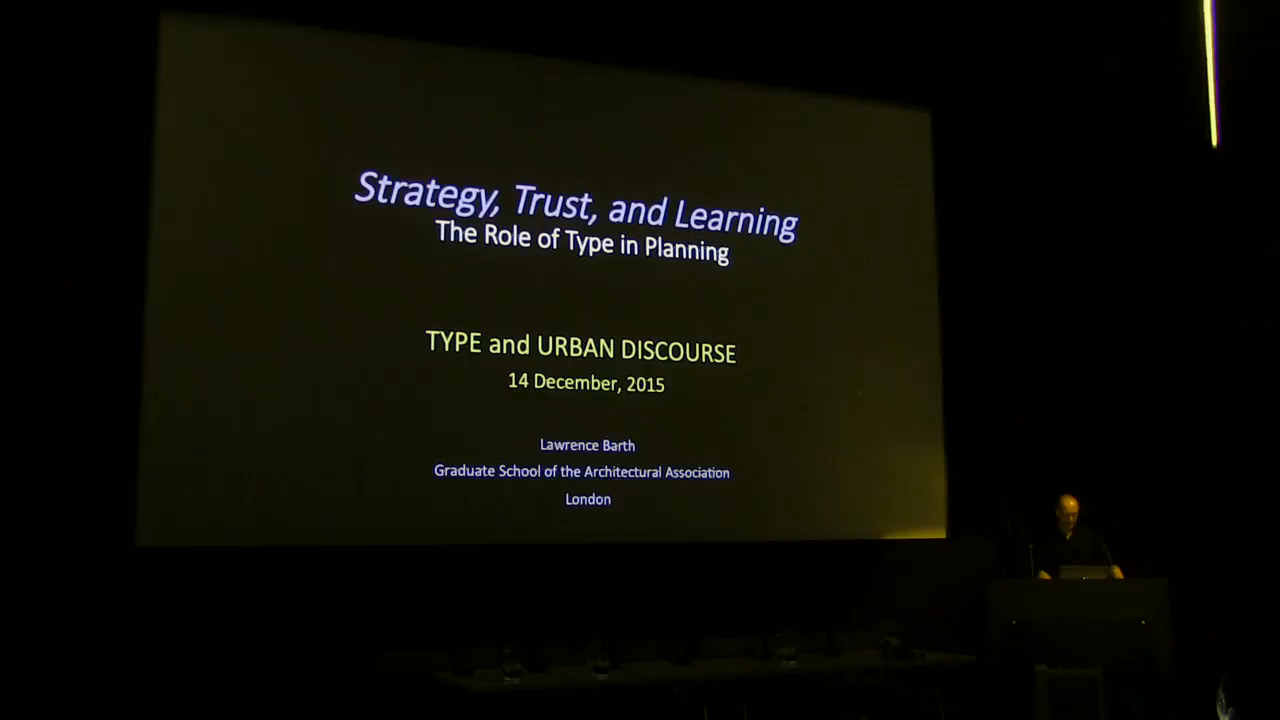 Strategy, Trust, and Learning
The Role of Type in Planning
TYPE and URBAN DISCOURSE
14 December, 2015
Lawrence Barth
Graduate School of the Architectural Association
London